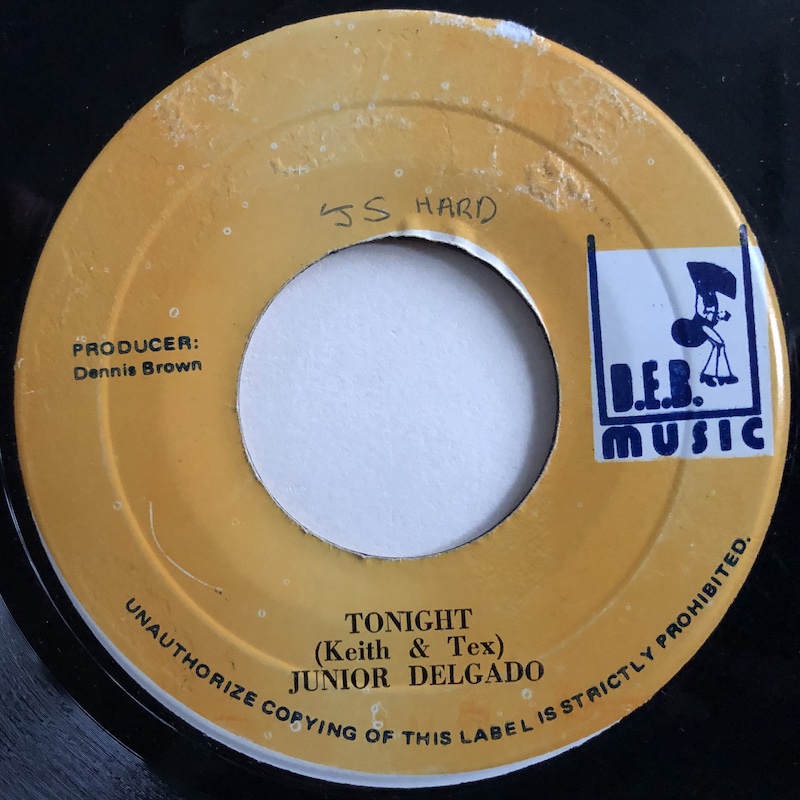 JS HARD
PRODUCER:
Dennis Brown
D.E.B.
MUSIC
TONIGHT
(Keith & Tex)
JUNIOR DELGADO
UNAUTHORIZE COPYING OF THIS LABEL IS STRICTLY PROHIBITED.